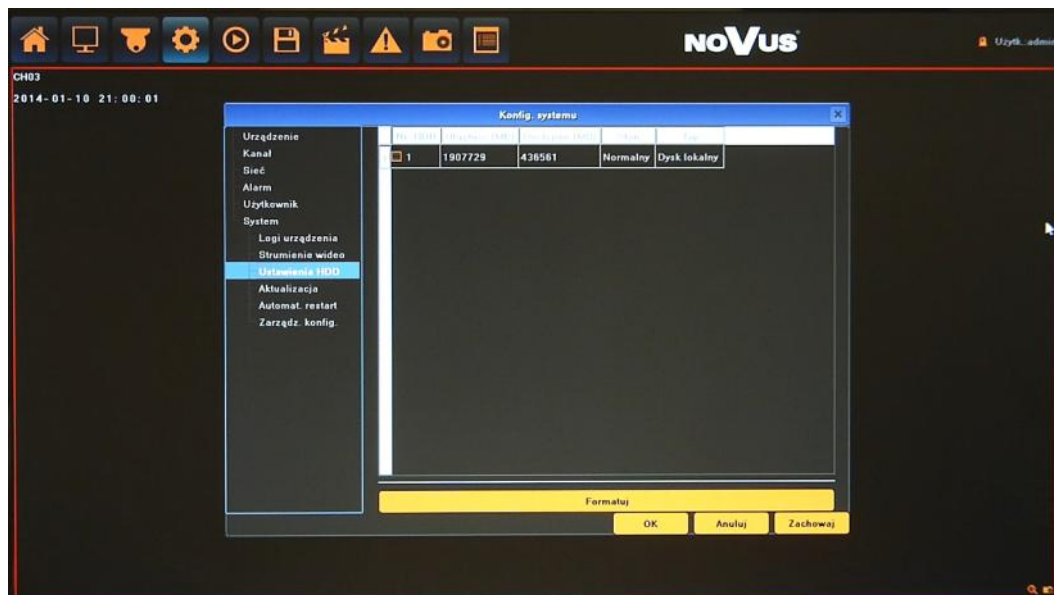 NOVUS
Użytk.:admin
CH03
2014-01-10 21:00:01
Konfig. systemu
Urządzenie
Kanał
Sieć
Alarm
Użytkownik
System
Logi urządzenia
Strumienie wideo
Ustawienia HDD
Aktualizacja
Automat. restart
Zarządz. konfig.
Nr. HDD
1 1907729 436561 Normalny Dysk lokalny
Formatuj
OK Anuluj Zachowaj